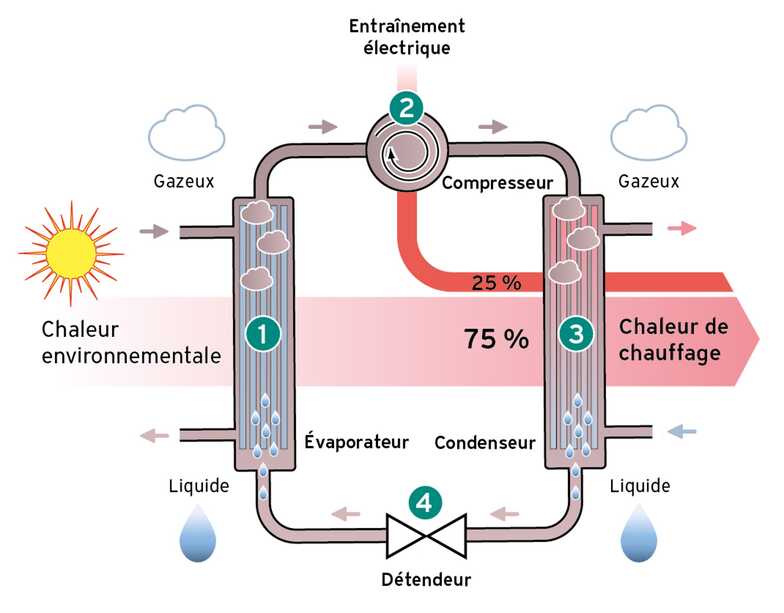 Entraînement
électrique
2
Gazeux
Compresseur
Gazeux
25 %
Chaleur
environnementale
1
75 %
3
Chaleur de
chauffage
Évaporateur
Condenseur
Liquide
4
Liquide
Détendeur